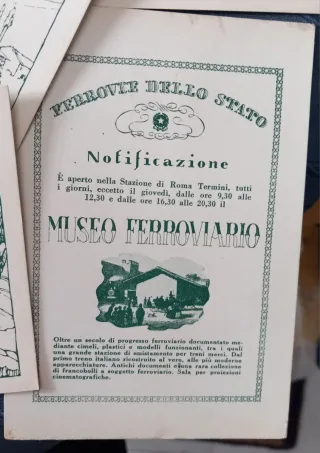 FERROVIE DELLO STATO
Notificazione
È aperto nella Stazione di Roma Termini, tutti
i giorni, eccetto il giovedì, dalle ore 9,30 alle
12,30 e dalle ore 16,30 alle 20,30 il
MUSEO FERROVIARIO
Oltre un secolo di progresso ferroviario documentato me-
diante cimeli, plastici e modelli funzionanti, tra i quali
una grande stazione di smistamento per treni merci. Dal
primo treno italiano ricostruito al vero, alle più moderne
apparecchiature. Antichi documenti e una rara collezione
di francobolli a soggetto ferroviario. Sala per proiezioni
cinematografiche.